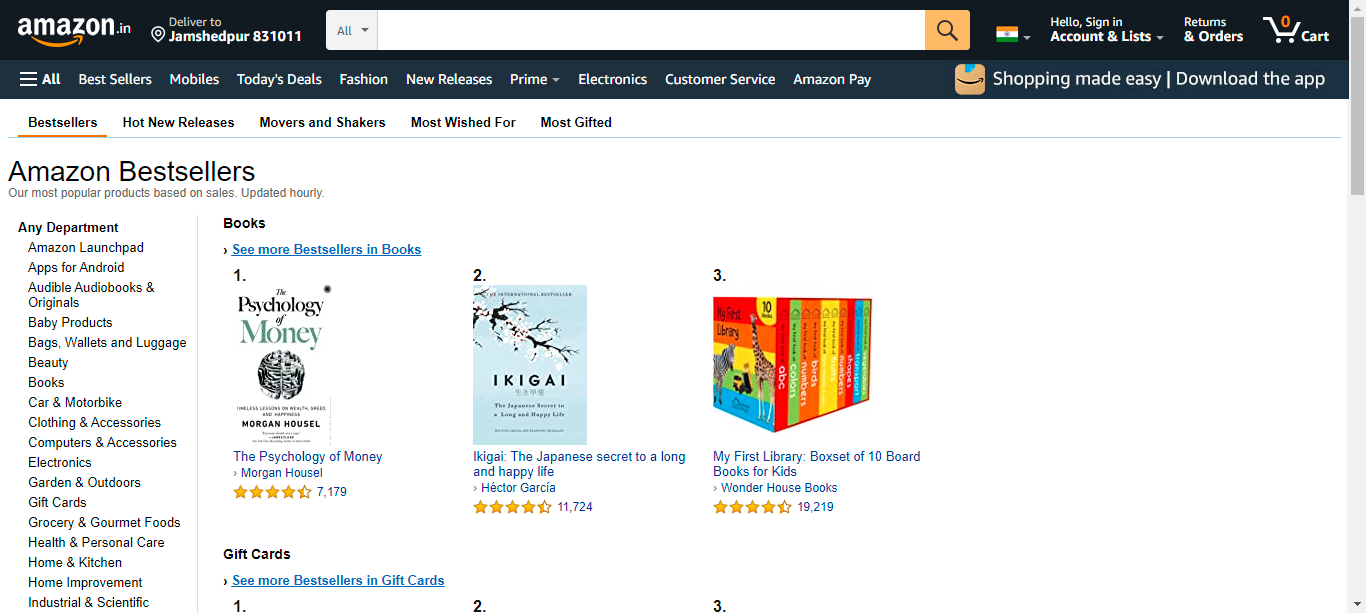 amazon.in
Deliver to
Jamshedpur 831011
All
Hello, Sign in
Account & Lists
Returns
& Orders
0
Cart
All
Best Sellers
Mobiles
Today's Deals
Fashion
New Releases
Prime
Electronics
Customer Service
Amazon Pay
Shopping made easy | Download the app
Bestsellers
Hot New Releases
Movers and Shakers
Most Wished For
Most Gifted
Amazon Bestsellers
Our most popular products based on sales. Updated hourly.
Any Department
Amazon Launchpad
Apps for Android
Audible Audiobooks &
Originals
Baby Products
Bags, Wallets and Luggage
Beauty
Books
Car & Motorbike
Clothing & Accessories
Computers & Accessories
Electronics
Garden & Outdoors
Gift Cards
Grocery & Gourmet Foods
Health & Personal Care
Home & Kitchen
Home Improvement
Industrial & Scientific
Books
› See more Bestsellers in Books
1.
The
Psychology
of
Money
TIMELESS LESSONS ON WEALTH, GREED,
AND HAPPINESS
MORGAN HOUSEL
The Psychology of Money
› Morgan Housel
7,179
2.
THE INTERNATIONAL BESTSELLER
IKIGAI
生き甲斐
The Japanese Secret to
a Long and Happy Life
Ikigai: The Japanese secret to a long
and happy life
› Héctor García
11,724
3.
My First
Library
10
BOOKS
abc
colors
numbers
birds
fruits
numbers
shapes
transport
vegetables
My First Library: Boxset of 10 Board
Books for Kids
› Wonder House Books
19,219
Gift Cards
› See more Bestsellers in Gift Cards
1.
2.
3.